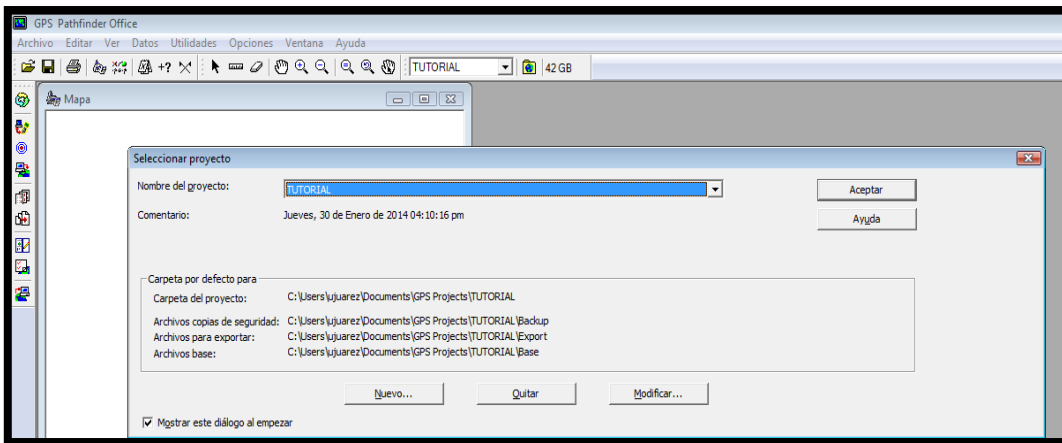 GPS Pathfinder Office
Archivo Editar Ver Datos Utilidades Opciones Ventana Ayuda
+? TUTORIAL 42 GB
Mapa
Seleccionar proyecto
Nombre del proyecto: TUTORIAL Aceptar
Comentario: Jueves, 30 de Enero de 2014 04:10:16 pm Ayuda
Carpeta por defecto para
Carpeta del proyecto: C:\Users\ujuarez\Documents\GPS Projects\TUTORIAL
Archivos copias de seguridad: C:\Users\ujuarez\Documents\GPS Projects\TUTORIAL\Backup
Archivos para exportar: C:\Users\ujuarez\Documents\GPS Projects\TUTORIAL\Export
Archivos base: C:\Users\ujuarez\Documents\GPS Projects\TUTORIAL\Base
Nuevo... Quitar Modificar...
Mostrar este diálogo al empezar